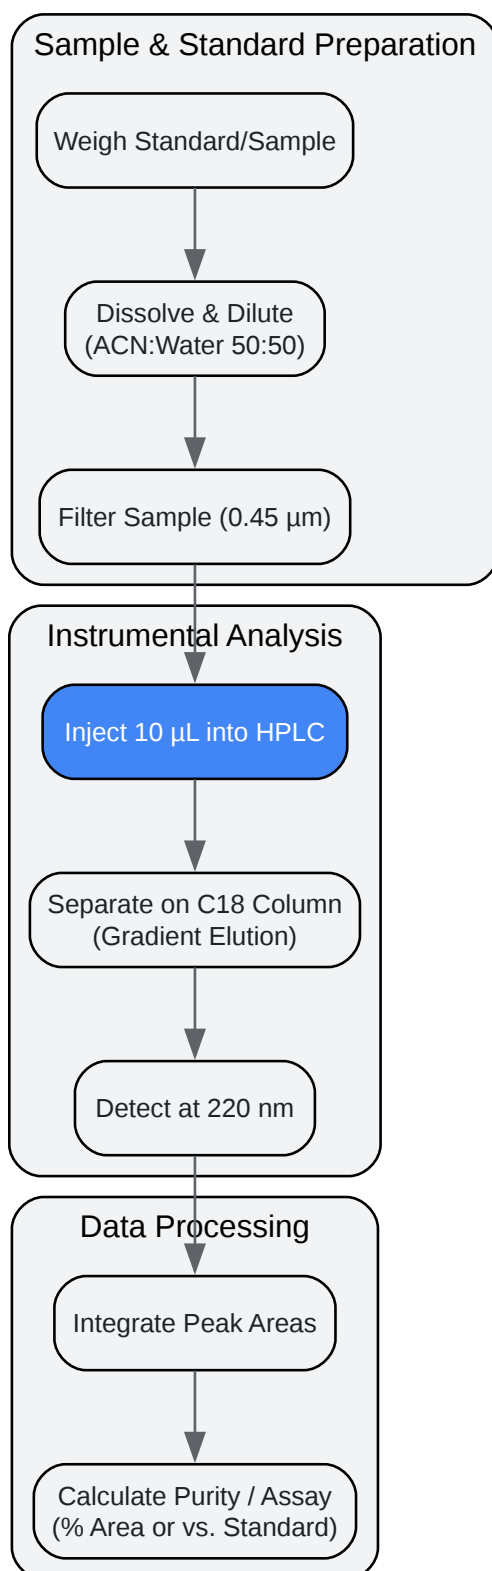 Sample & Standard Preparation
Weigh Standard/Sample
Dissolve & Dilute
(ACN:Water 50:50)
Filter Sample (0.45 µm)
Instrumental Analysis
Inject 10 µL into HPLC
Separate on C18 Column
(Gradient Elution)
Detect at 220 nm
Data Processing
Integrate Peak Areas
Calculate Purity / Assay
(% Area or vs. Standard)